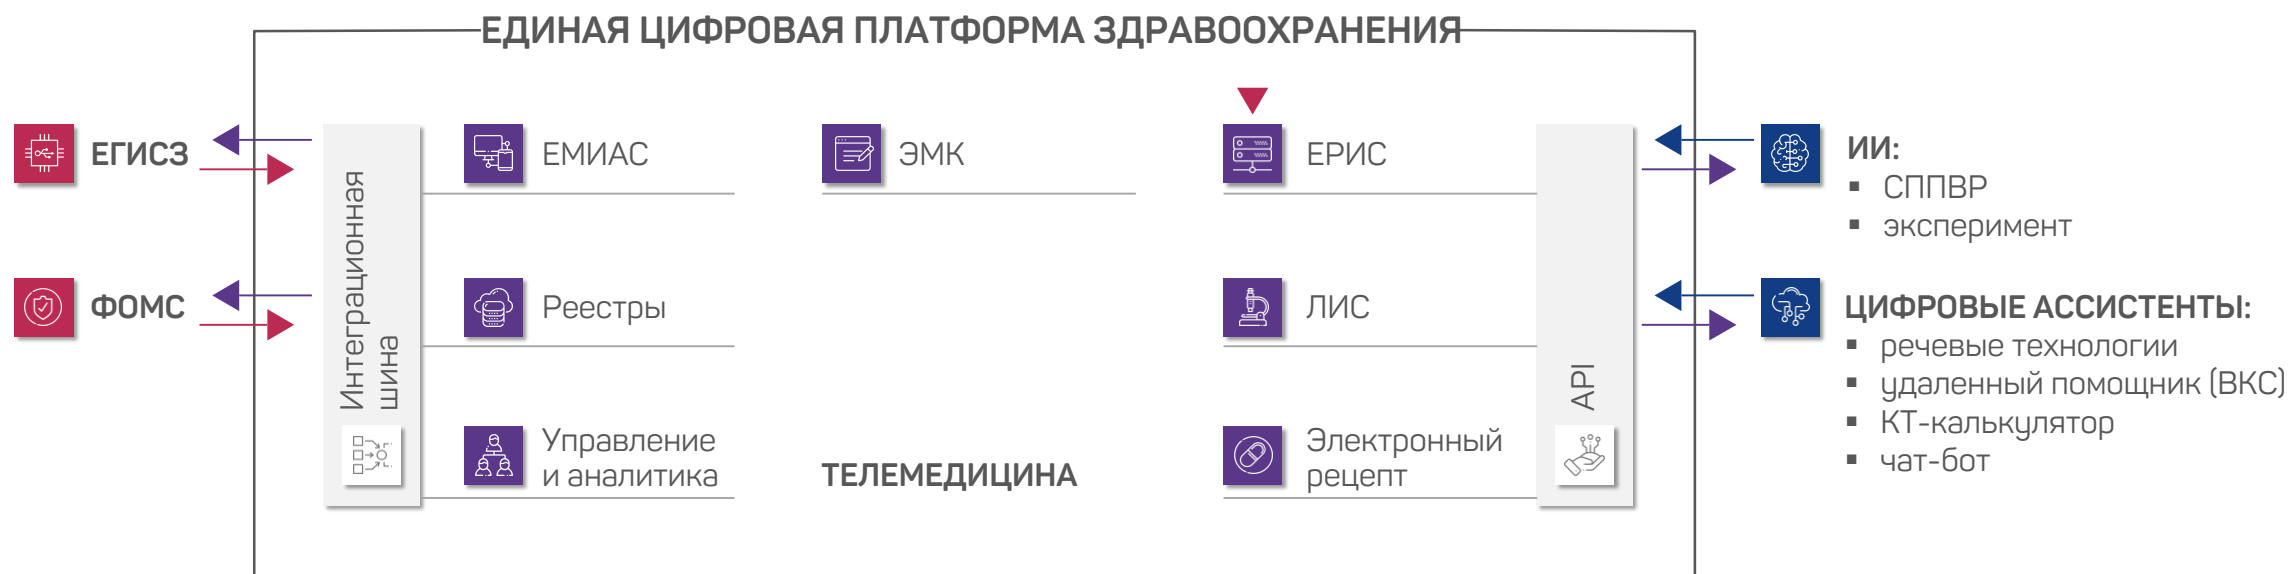 ЕДИНАЯ ЦИФРОВАЯ ПЛАТФОРМА ЗДРАВООХРАНЕНИЯ
ЕГИСЗ
ФОМС
Интеграционная
шина
ЕМИАС
Реестры
Управление
и аналитика
ЭМК
ТЕЛЕМЕДИЦИНА
ЕРИС
ЛИС
Электронный
рецепт
API
ИИ:
▪ СППВР
▪ эксперимент
ЦИФРОВЫЕ АССИСТЕНТЫ:
▪ речевые технологии
▪ удаленный помощник (ВКС)
▪ КТ-калькулятор
▪ чат-бот